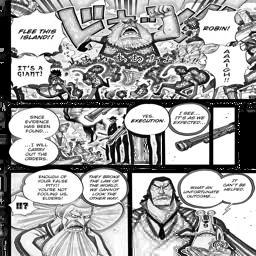 ROBIN!
FLEE THIS
ISLAND!!
IT'S A
GIANT!
AAAIGH!!
I SEE...
IT'S AS WE
EXPECTED...
YES.
EXECUTION.
SINCE
EVIDENCE
HAS BEEN
FOUND...
...I WILL
CARRY OUT
THE ORDERS.
THEY BROKE
THE LAW OF
THE WORLD.
WE CANNOT
LOOK THE
OTHER WAY.
ENOUGH OF
YOUR FALSE
PITY!
YOU'RE NOT
FOOLING US,
ELDERS!
!!?
IT CAN'T
BE HELPED.
WHAT AN
UNFORTUNATE
OUTCOME...